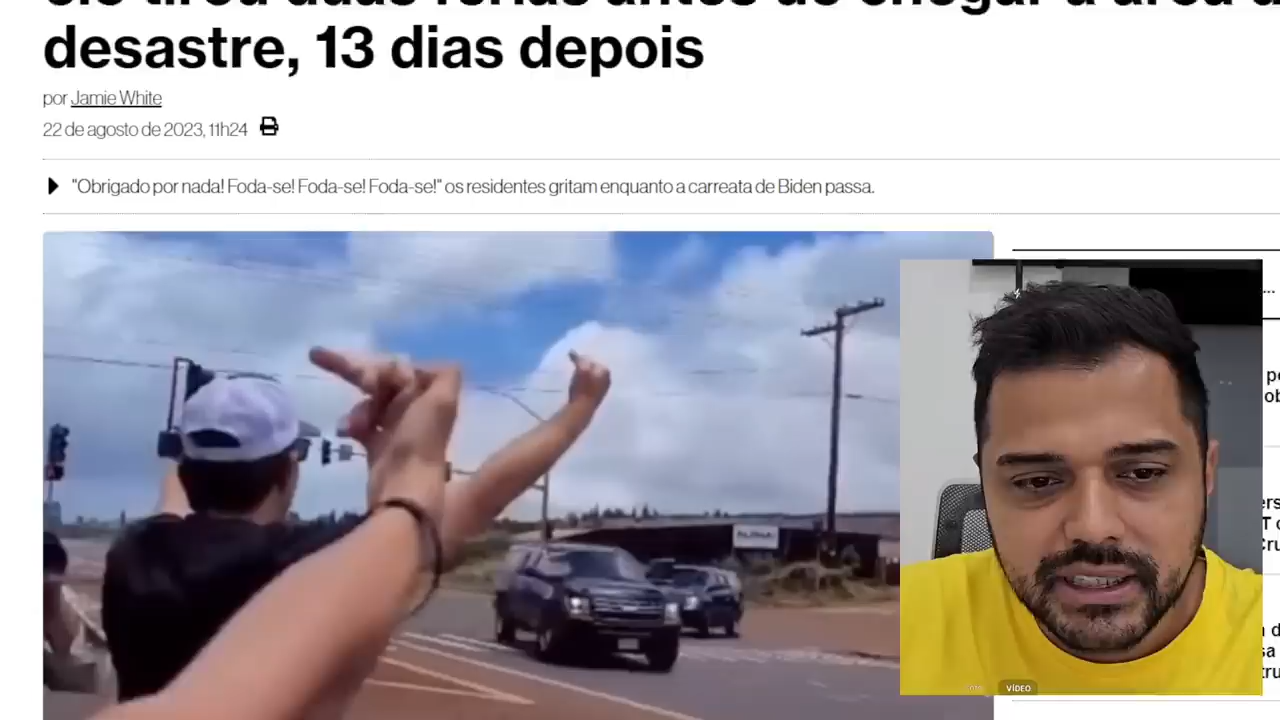 desastre, 13 dias depois
por Jamie White
22 de agosto de 2023, 11h24
"Obrigado por nada! Foda-se! Foda-se! Foda-se!" os residentes gritam enquanto a carreata de Biden passa.
VÍDEO